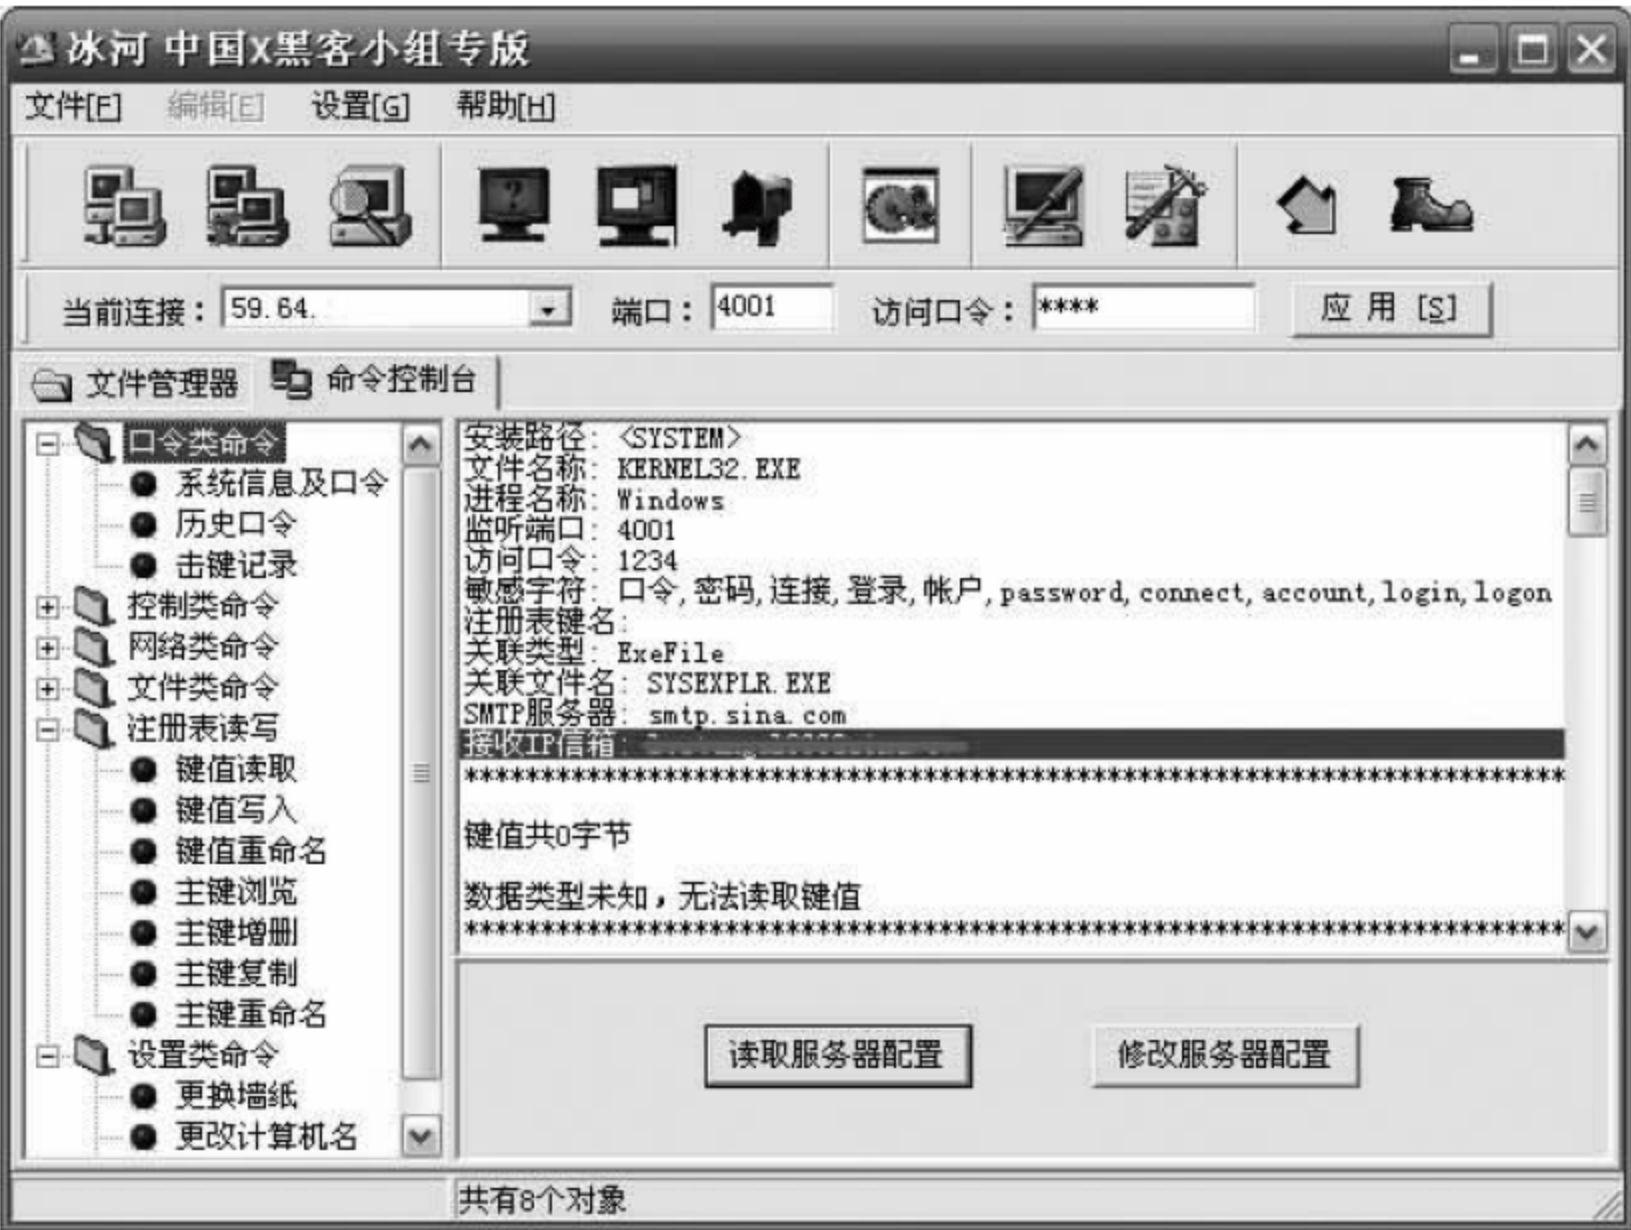 冰河 中国X黑客小组专版
文件[F] 编辑[E] 设置[G] 帮助[H]
当前连接： 59.64. 端口： 4001 访问口令： **** 应 用 [S]
文件管理器 命令控制台
口令类命令
系统信息及口令
历史口令
击键记录
控制类命令
网络类命令
文件类命令
注册表读写
键值读取
键值写入
键值重命名
主键浏览
主键增删
主键复制
主键重命名
设置类命令
更换墙纸
更改计算机名
安装路径: <SYSTEM>
文件名称: KERNEL32.EXE
进程名称: Windows
监听端口: 4001
访问口令: 1234
敏感字符: 口令,密码,连接,登录,帐户,password,connect,account,login,logon
注册表键名:
关联类型: ExeFile
关联文件名: SYSEXPLR.EXE
SMTP服务器: smtp.sina.com
接收IP信箱:
************************************************************************
键值共0字节
数据类型未知，无法读取键值
************************************************************************
读取服务器配置 修改服务器配置
共有8个对象